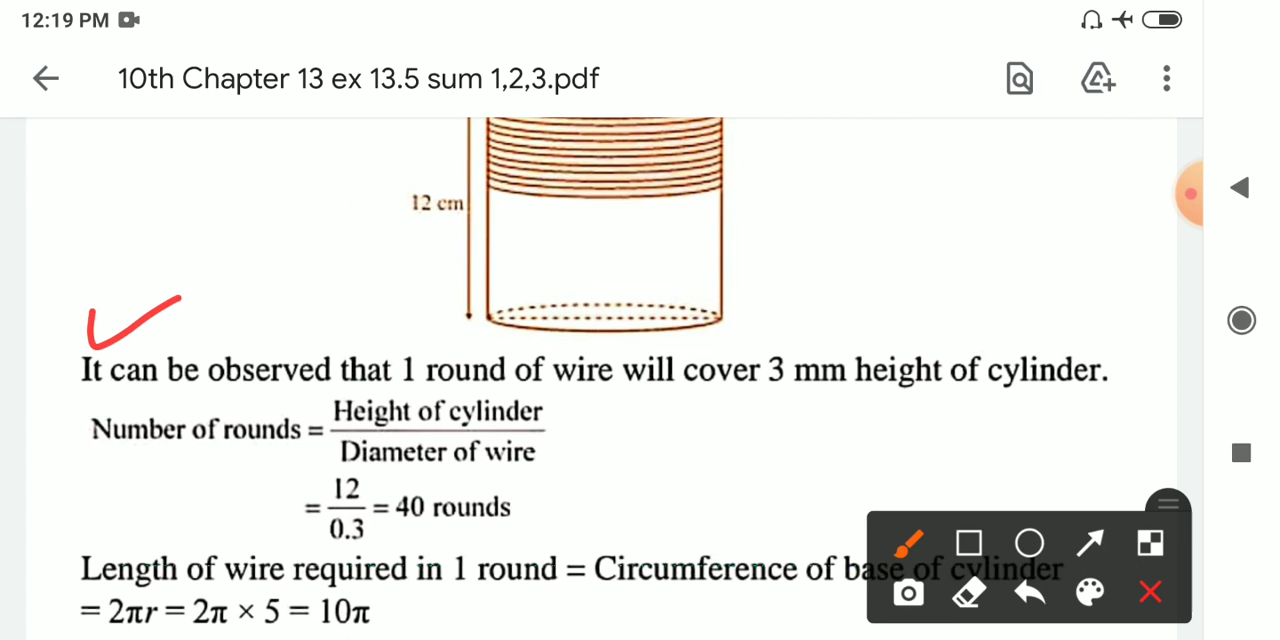 12:19 PM
10th Chapter 13 ex 13.5 sum 1,2,3.pdf
12 cm
It can be observed that 1 round of wire will cover 3 mm height of cylinder.
Number of rounds = Height of cylinder / Diameter of wire
= 12 / 0.3 = 40 rounds
Length of wire required in 1 round = Circumference of base of cylinder
= 2πr = 2π × 5 = 10π